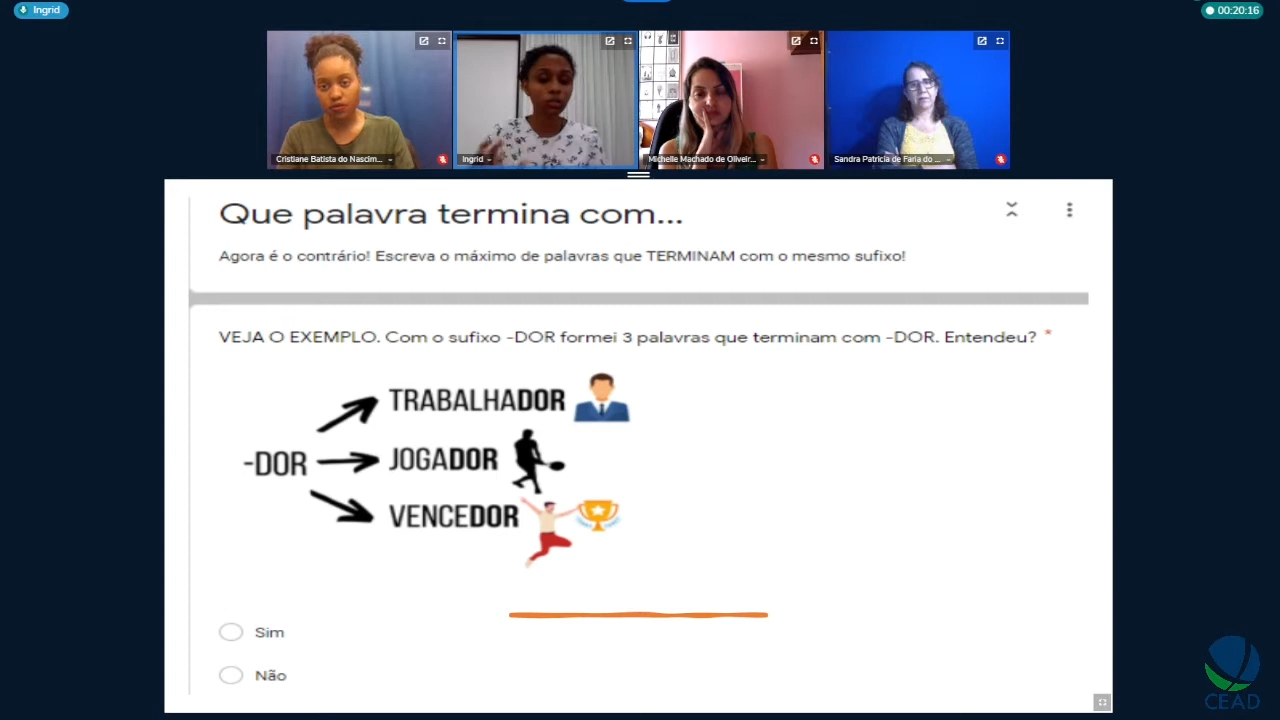 Ingrid
00:20:16
Cristiane Batista do Nascim...
Ingrid
Michelle Machado de Oliveir...
Sandra Patricia de Faria do ...
Que palavra termina com...
Agora é o contrário! Escreva o máximo de palavras que TERMINAM com o mesmo sufixo!
VEJA O EXEMPLO. Com o sufixo -DOR formei 3 palavras que terminam com -DOR. Entendeu? *
TRABALHADOR
-DOR
JOGADOR
VENCEDOR
Sim
Não
CEAD